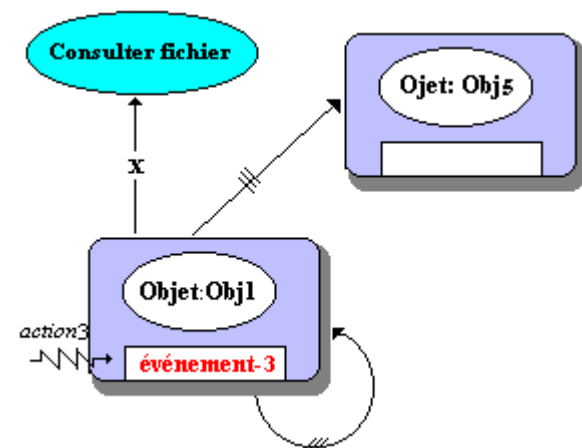 Consulter fichier
Ojet: Obj5
x
Objet:Obj1
action3
événement-3